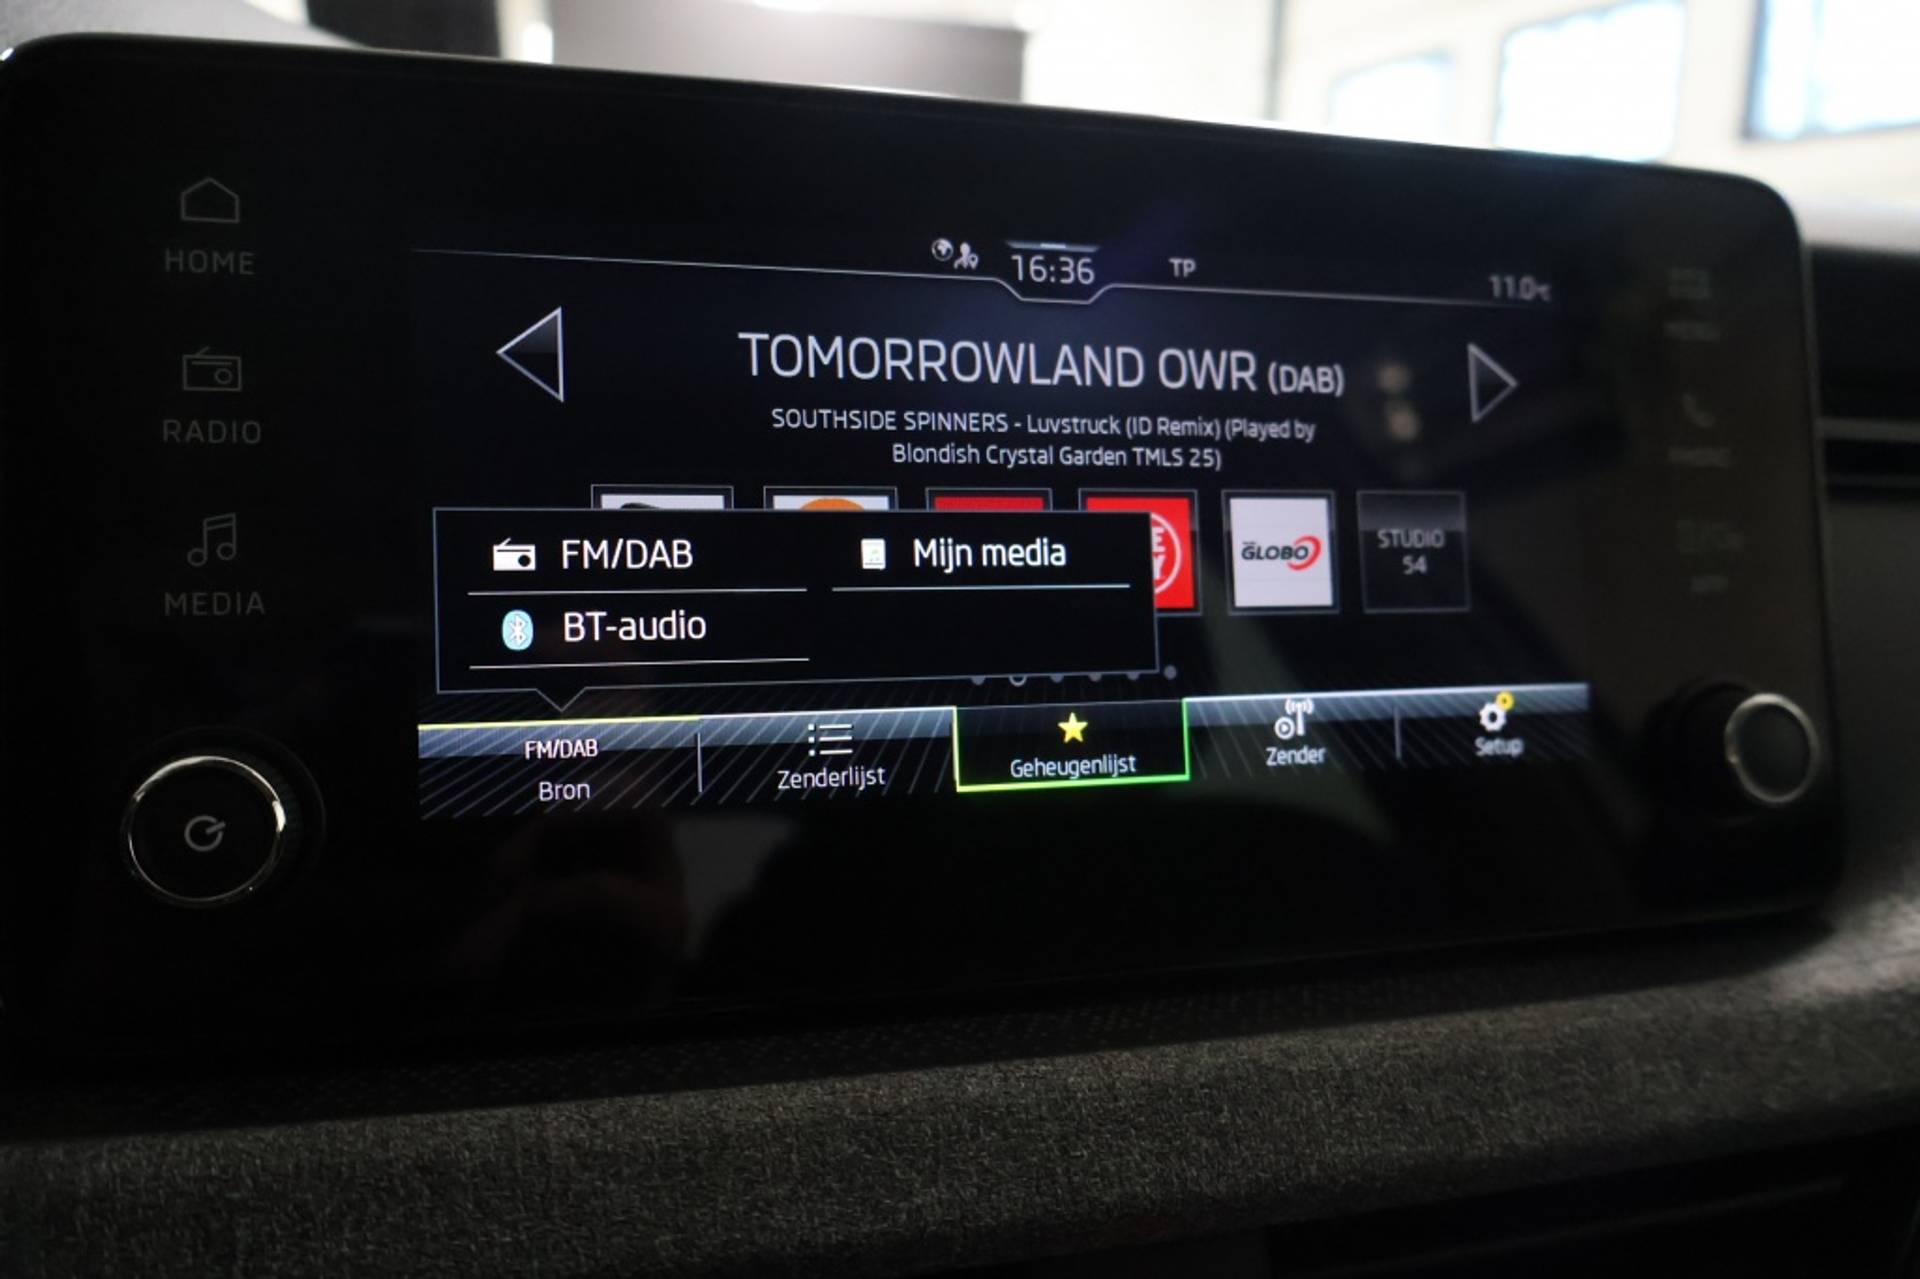 HOME
RADIO
MEDIA
16:36
TP
11.0°C
TOMORROWLAND OWR (DAB)
SOUTHSIDE SPINNERS - Luvstruck (ID Remix) (Played by
Blondish Crystal Garden TMLS 25)
GLOBO
STUDIO
54
FM/DAB
Mijn media
BT-audio
FM/DAB
Bron
Zenderlijst
Geheugenlijst
Zender
Setup